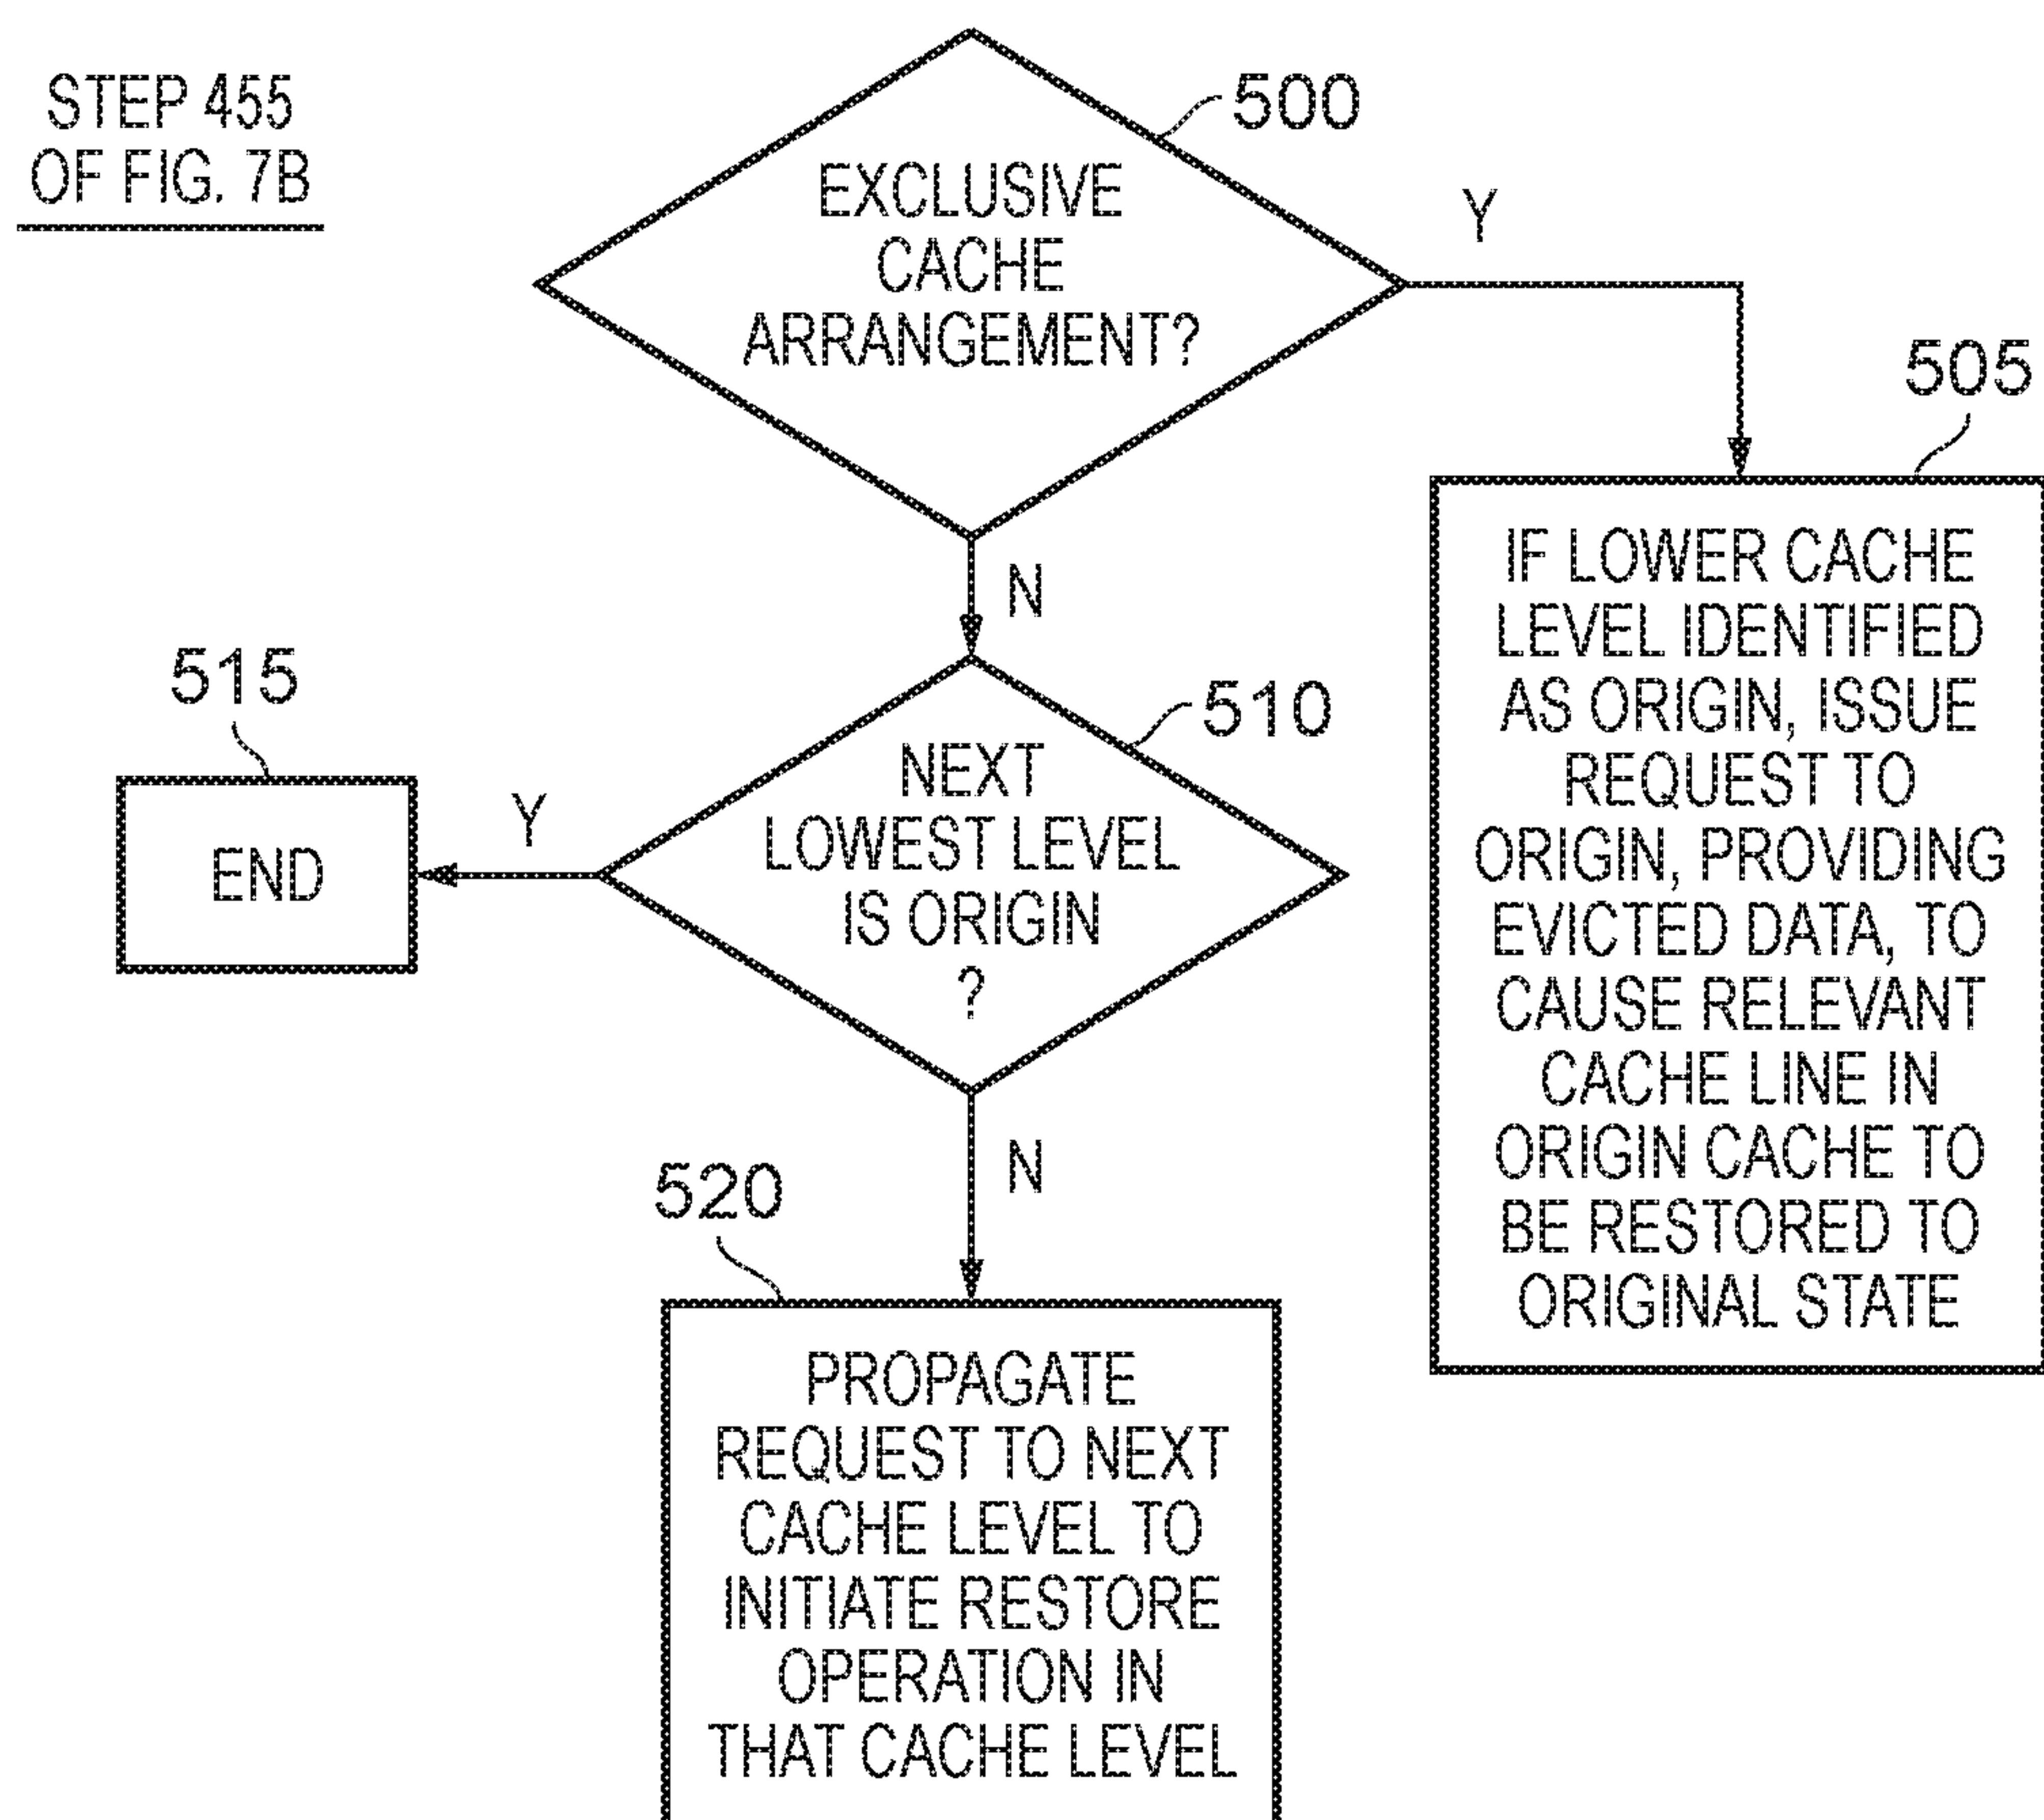 STEP 455
OF FIG. 7B
500
EXCLUSIVE
CACHE
ARRANGEMENT?
Y
N
505
IF LOWER CACHE
LEVEL IDENTIFIED
AS ORIGIN, ISSUE
REQUEST TO
ORIGIN, PROVIDING
EVICTED DATA, TO
CAUSE RELEVANT
CACHE LINE IN
ORIGIN CACHE TO
BE RESTORED TO
ORIGINAL STATE
510
NEXT
LOWEST LEVEL
IS ORIGIN
?
Y
515
END
N
520
PROPAGATE
REQUEST TO NEXT
CACHE LEVEL TO
INITIATE RESTORE
OPERATION IN
THAT CACHE LEVEL